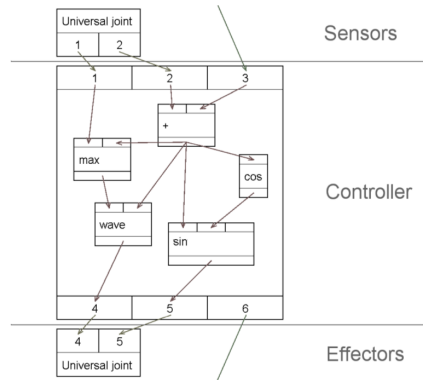 Universal joint
1 2
Sensors
1 2 3
+
max
cos
Controller
wave
sin
4 5 6
4 5
Effectors
Universal joint